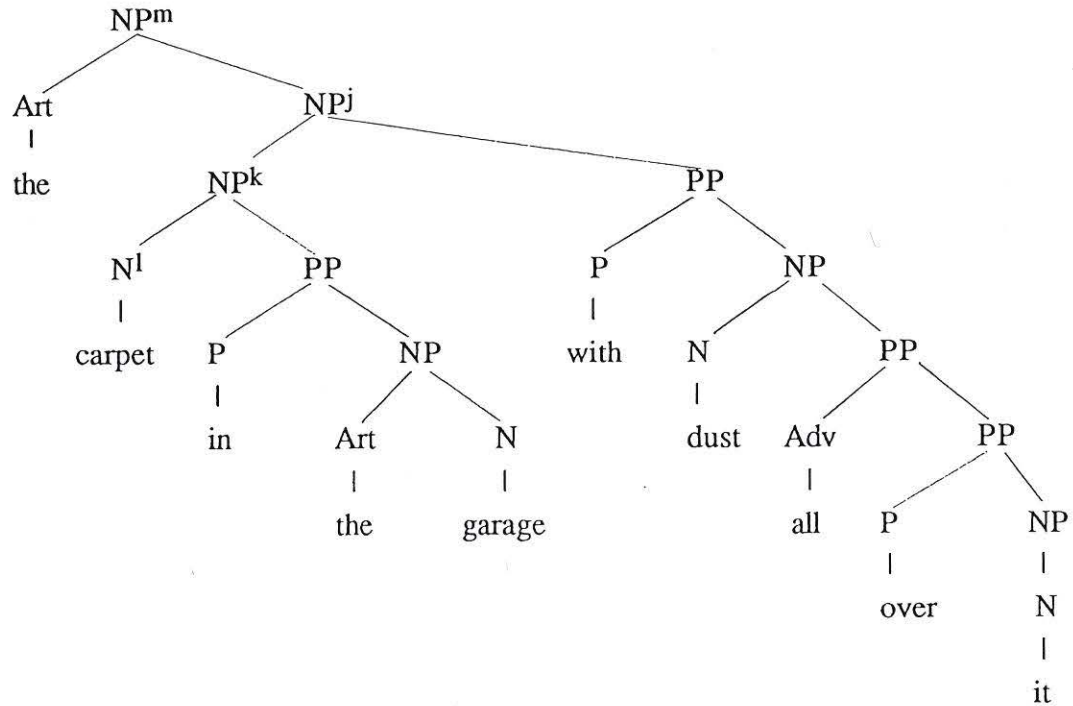 NPm
Art NPj
the NPk PP
Nl PP P NP
carpet P NP with N PP
in Art N dust Adv PP
the garage all P NP
over N
it